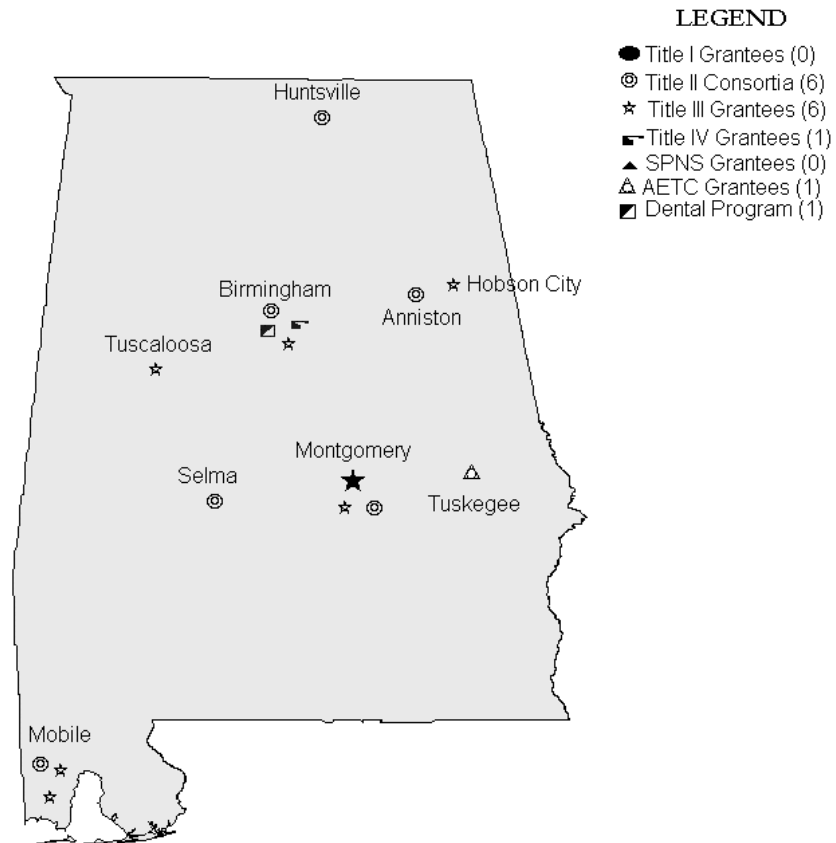 LEGEND
Title I Grantees (0)
Title II Consortia (6)
Title III Grantees (6)
Title IV Grantees (1)
SPNS Grantees (0)
AETC Grantees (1)
Dental Program (1)
Huntsville
Birmingham
Hobson City
Anniston
Tuscaloosa
Montgomery
Selma
Tuskegee
Mobile